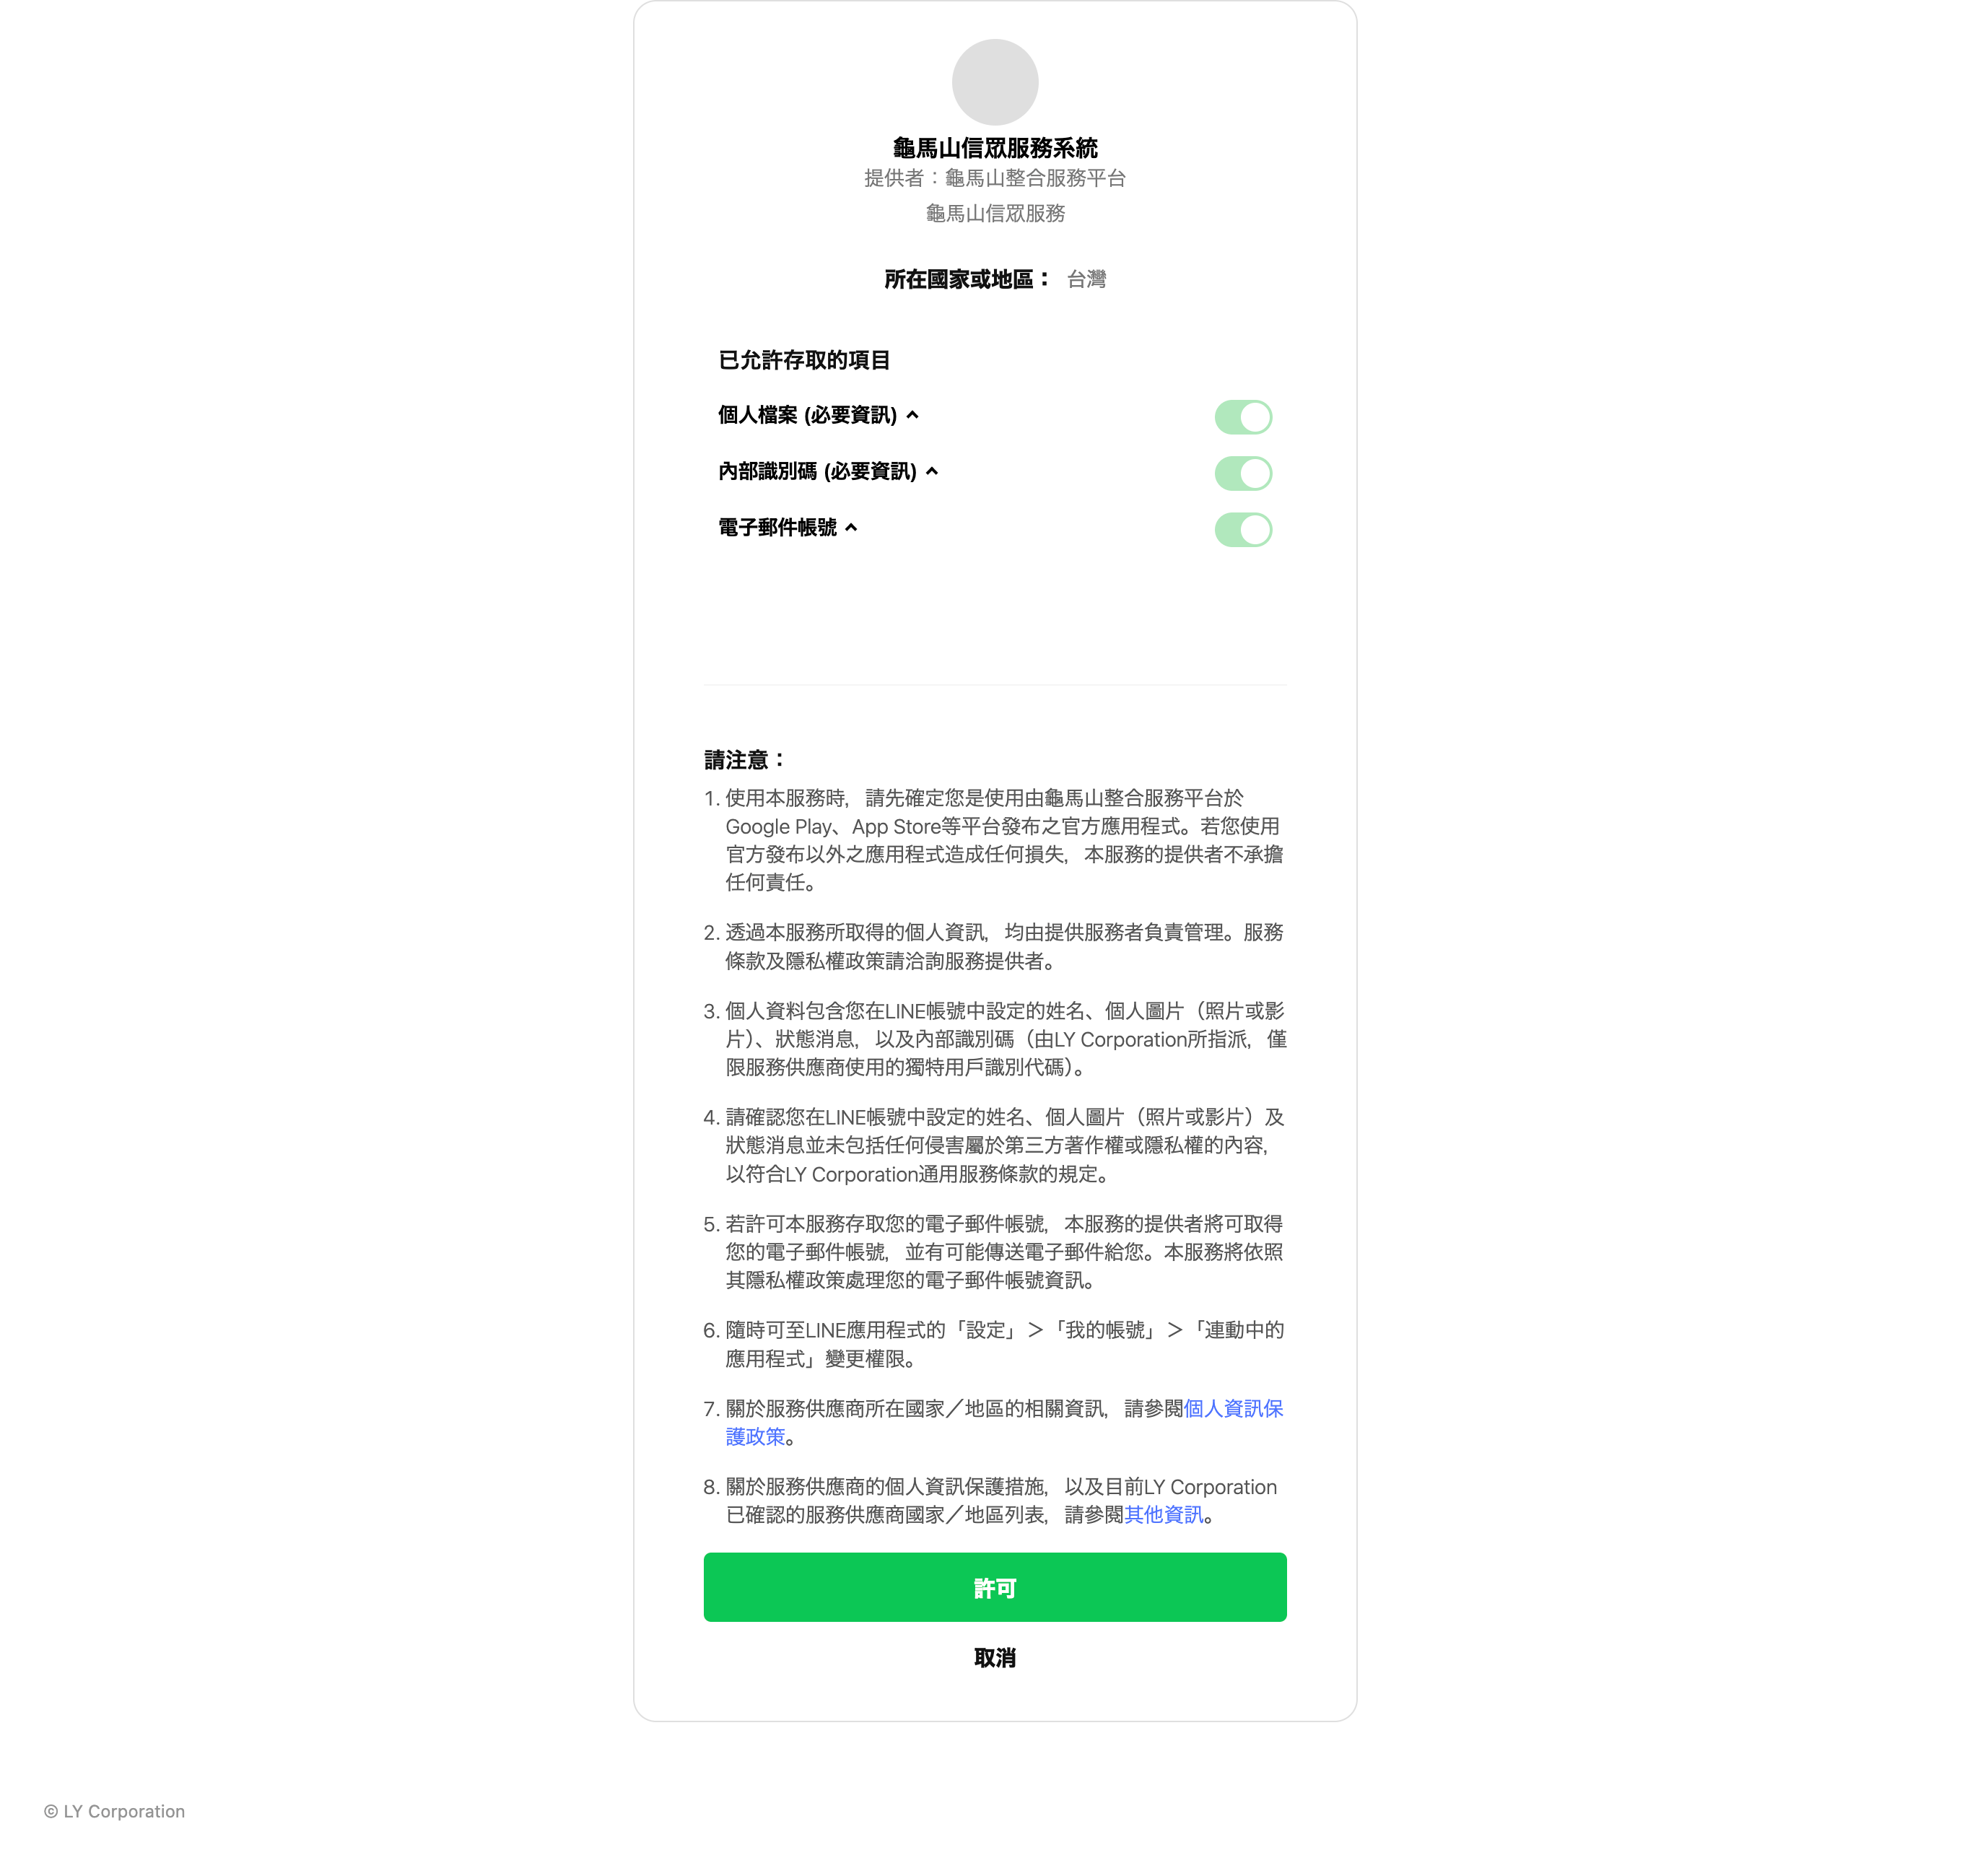 龜馬山信眾服務系統
提供者：龜馬山整合服務平台
龜馬山信眾服務
所在國家或地區： 台灣
已允許存取的項目
個人檔案 (必要資訊)
內部識別碼 (必要資訊)
電子郵件帳號
請注意：
1. 使用本服務時，請先確定您是使用由龜馬山整合服務平台於
Google Play、App Store等平台發布之官方應用程式。若您使用
官方發布以外之應用程式造成任何損失，本服務的提供者不承擔
任何責任。
2. 透過本服務所取得的個人資訊，均由提供服務者負責管理。服務
條款及隱私權政策請洽詢服務提供者。
3. 個人資料包含您在LINE帳號中設定的姓名、個人圖片（照片或影
片）、狀態消息，以及內部識別碼（由LY Corporation所指派，僅
限服務供應商使用的獨特用戶識別代碼）。
4. 請確認您在LINE帳號中設定的姓名、個人圖片（照片或影片）及
狀態消息並未包括任何侵害屬於第三方著作權或隱私權的內容，
以符合LY Corporation通用服務條款的規定。
5. 若許可本服務存取您的電子郵件帳號，本服務的提供者將可取得
您的電子郵件帳號，並有可能傳送電子郵件給您。本服務將依照
其隱私權政策處理您的電子郵件帳號資訊。
6. 隨時可至LINE應用程式的「設定」＞「我的帳號」＞「連動中的
應用程式」變更權限。
7. 關於服務供應商所在國家／地區的相關資訊，請參閱個人資訊保
護政策。
8. 關於服務供應商的個人資訊保護措施，以及目前LY Corporation
已確認的服務供應商國家／地區列表，請參閱其他資訊。
許可
取消
© LY Corporation